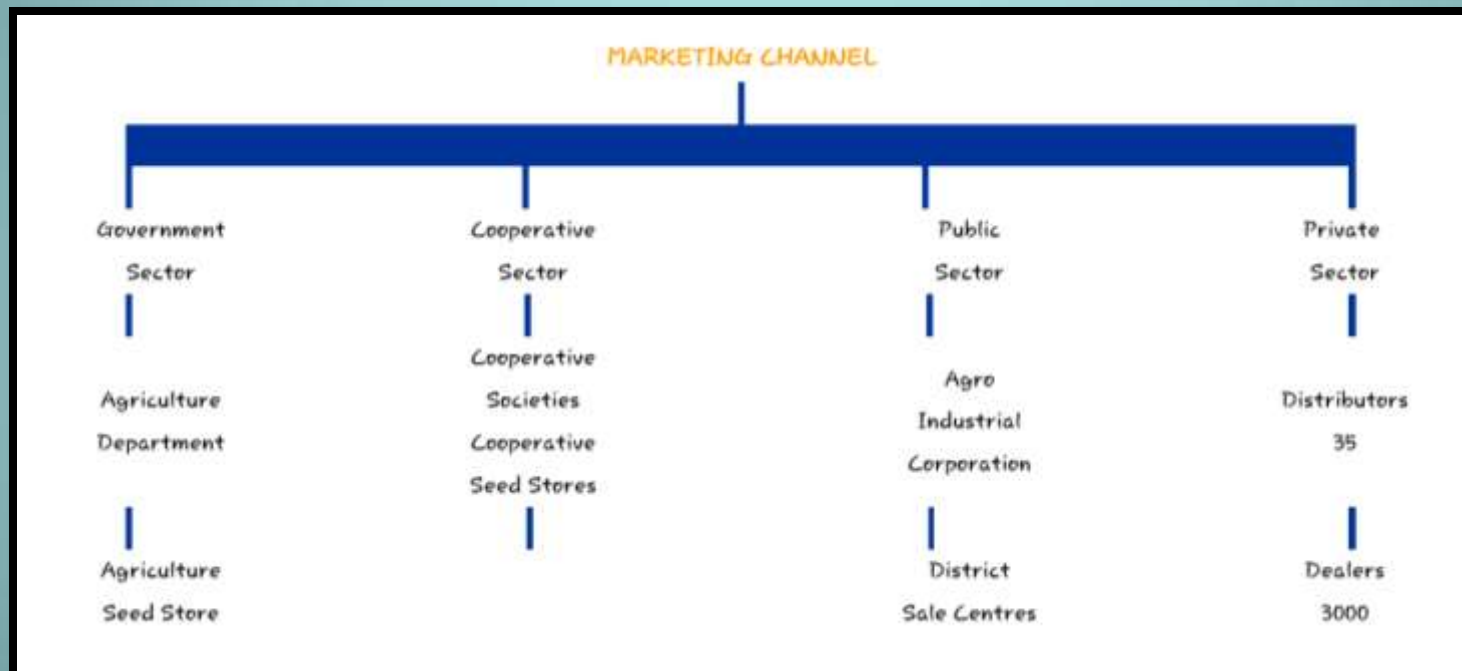 MARKETING CHANNEL
Government
Sector
Cooperative
Sector
Public
Sector
Private
Sector
Agriculture
Department
Cooperative
Societies
Cooperative
Seed Stores
Agro
Industrial
Corporation
Distributors
35
Agriculture
Seed Store
District
Sale Centres
Dealers
3000